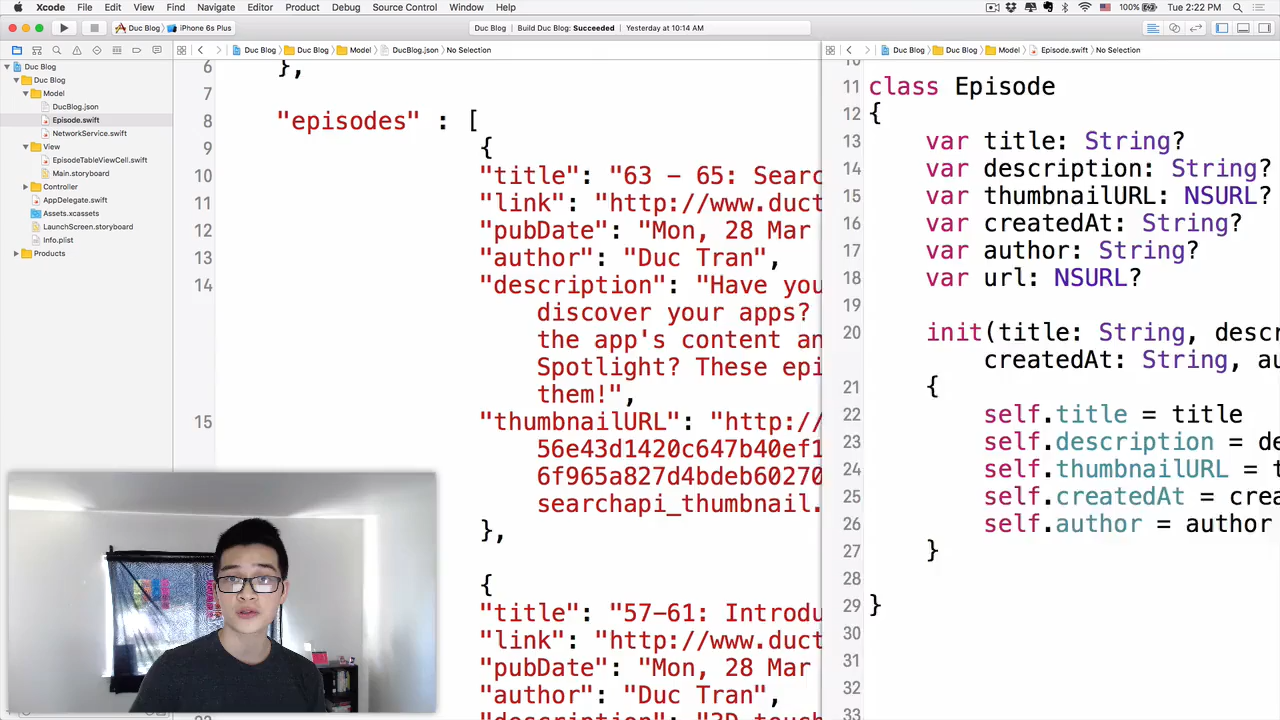 Xcode File Edit View Find Navigate Editor Product Debug Source Control Window Help
100% Tue 2:22 PM
Duc Blog iPhone 6s Plus
Duc Blog Build Duc Blog: Succeeded Yesterday at 10:14 AM
Duc Blog Duc Blog Model DucBlog.json No Selection
Duc Blog Duc Blog Model Episode.swift No Selection
Duc Blog
Duc Blog
Model
DucBlog.json
Episode.swift
NetworkService.swift
View
EpisodeTableViewCell.swift
Main.storyboard
Controller
AppDelegate.swift
Assets.xcassets
LaunchScreen.storyboard
Info.plist
Products
6 },
7
8 "episodes" : [
9 {
10 "title": "63 - 65: Searc
11 "link": "http://www.duct
12 "pubDate": "Mon, 28 Mar
13 "author": "Duc Tran",
14 "description": "Have you
discover your apps?
the app's content an
Spotlight? These epi
them!",
15 "thumbnailURL": "http://
56e43d1420c647b40ef1
6f965a827d4bdeb60270
searchapi_thumbnail.
},
{
"title": "57-61: Introdu
"link": "http://www.duct
"pubDate": "Mon, 28 Mar
"author": "Duc Tran",
"description": "3D touch
10
11 class Episode
12 {
13 var title: String?
14 var description: String?
15 var thumbnailURL: NSURL?
16 var createdAt: String?
17 var author: String?
18 var url: NSURL?
19
20 init(title: String, descr
createdAt: String, au
21 {
22 self.title = title
23 self.description = de
24 self.thumbnailURL = t
25 self.createdAt = crea
26 self.author = author
27 }
28
29 }
30
31
32
33